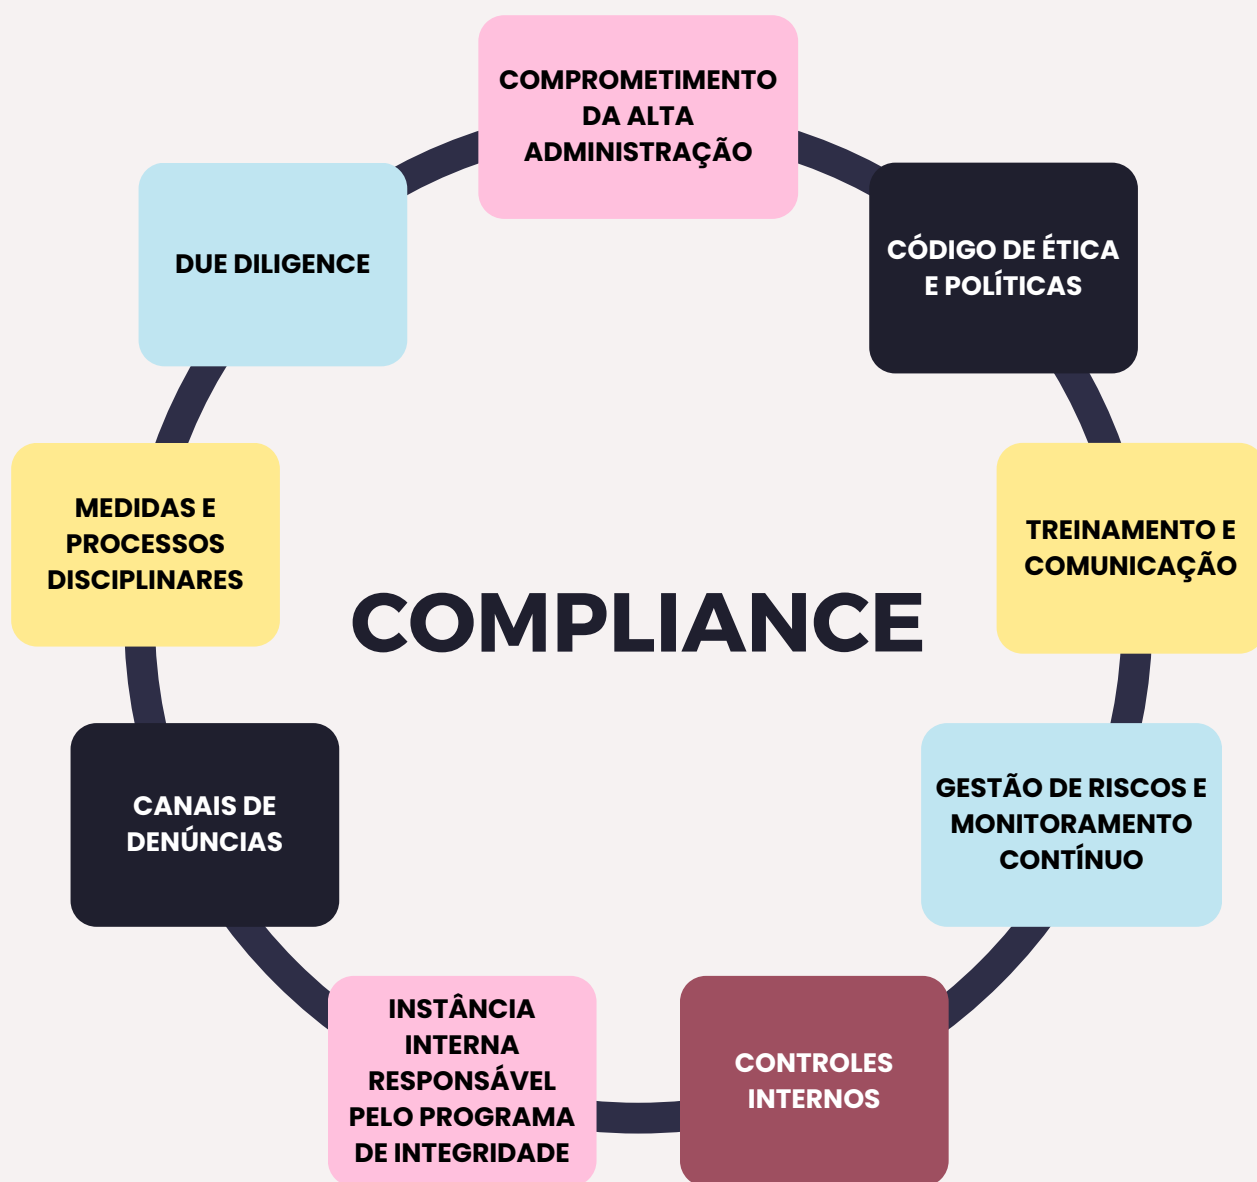 COMPROMETIMENTO
DA ALTA
ADMINISTRAÇÃO
DUE DILIGENCE
CÓDIGO DE ÉTICA
E POLÍTICAS
MEDIDAS E
PROCESSOS
DISCIPLINARES
TREINAMENTO E
COMUNICAÇÃO
COMPLIANCE
CANAIS DE
DENÚNCIAS
GESTÃO DE RISCOS E
MONITORAMENTO
CONTÍNUO
INSTÂNCIA
INTERNA
RESPONSÁVEL
PELO PROGRAMA
DE INTEGRIDADE
CONTROLES
INTERNOS